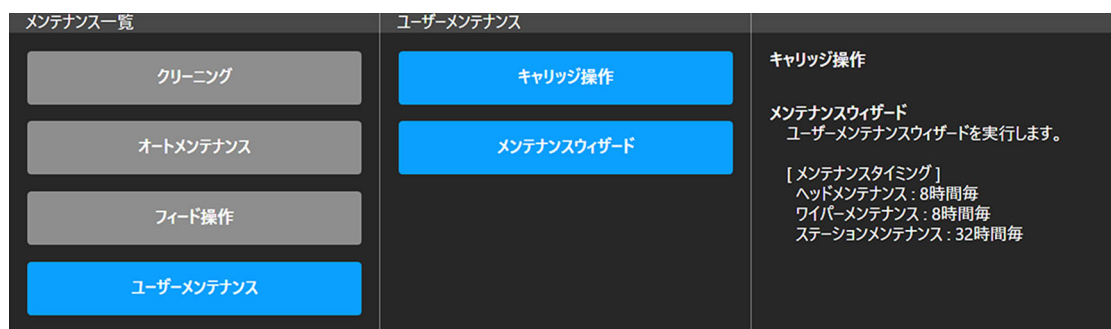 メンテナンス一覧
クリーニング
オートメンテナンス
フィード操作
ユーザーメンテナンス
ユーザーメンテナンス
キャリッジ操作
メンテナンスウィザード
キャリッジ操作
メンテナンスウィザード
ユーザーメンテナンスウィザードを実行します。
[ メンテナンスタイミング ]
ヘッドメンテナンス : 8時間毎
ワイパーメンテナンス : 8時間毎
ステーションメンテナンス : 32時間毎